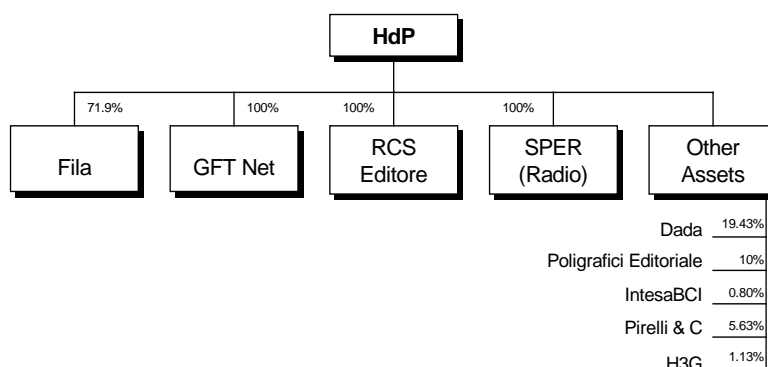 HdP
71.9%
100%
100%
100%
Fila
GFT Net
RCS
Editore
SPER
(Radio)
Other
Assets
Dada 19.43%
Poligrafici Editoriale 10%
IntesaBCI 0.80%
Pirelli & C 5.63%
H3G 1.13%